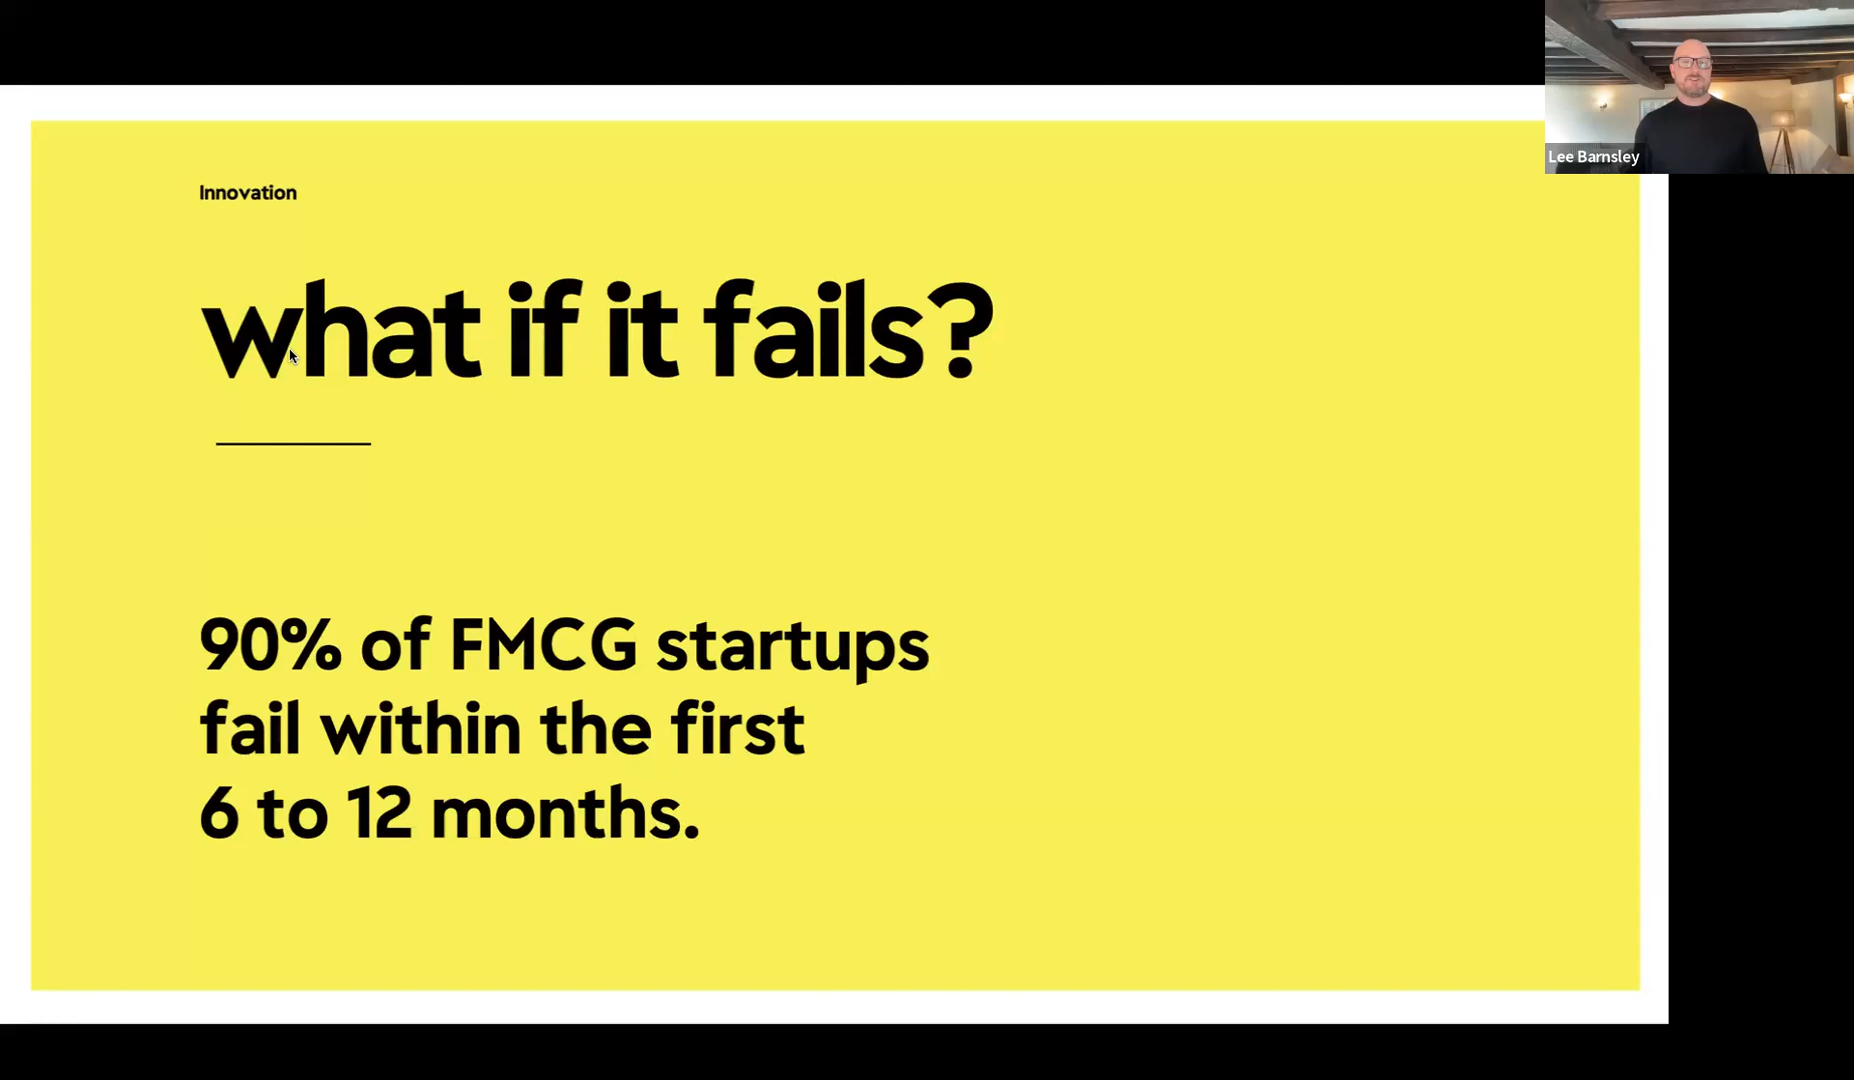 Lee Barnsley
Innovation
what if it fails?
90% of FMCG startups
fail within the first
6 to 12 months.